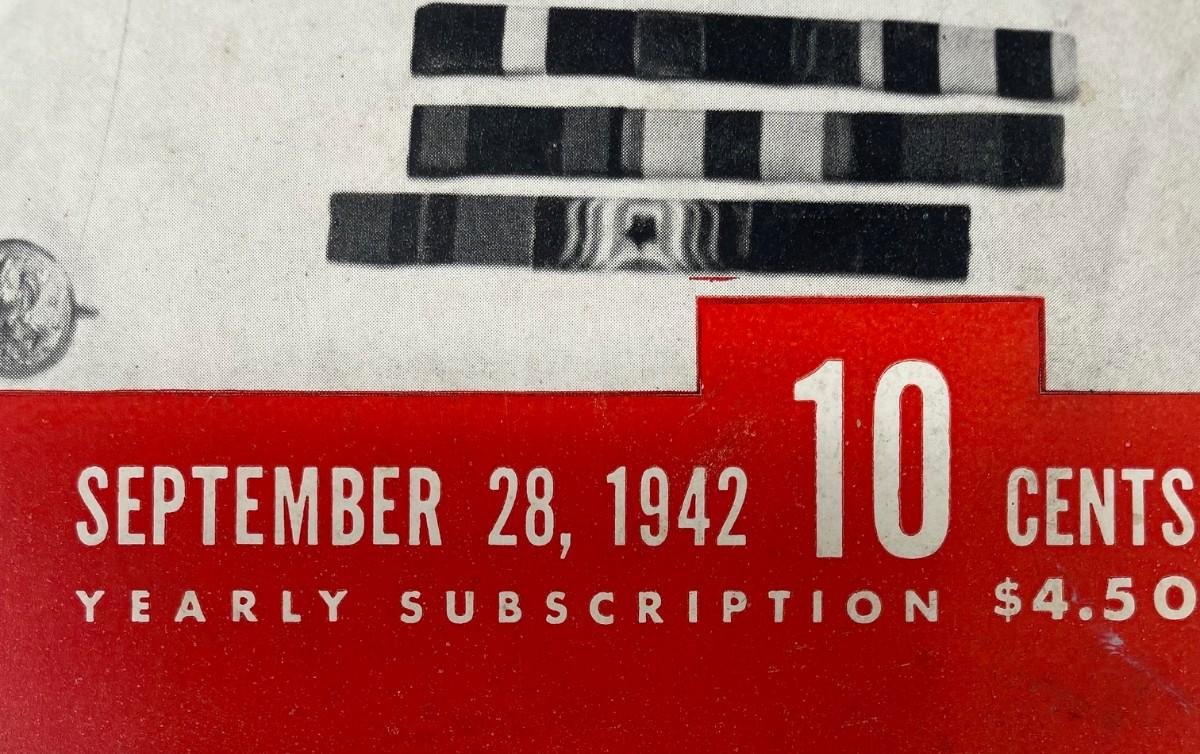 SEPTEMBER 28, 1942 10 CENTS
YEARLY SUBSCRIPTION $4.50